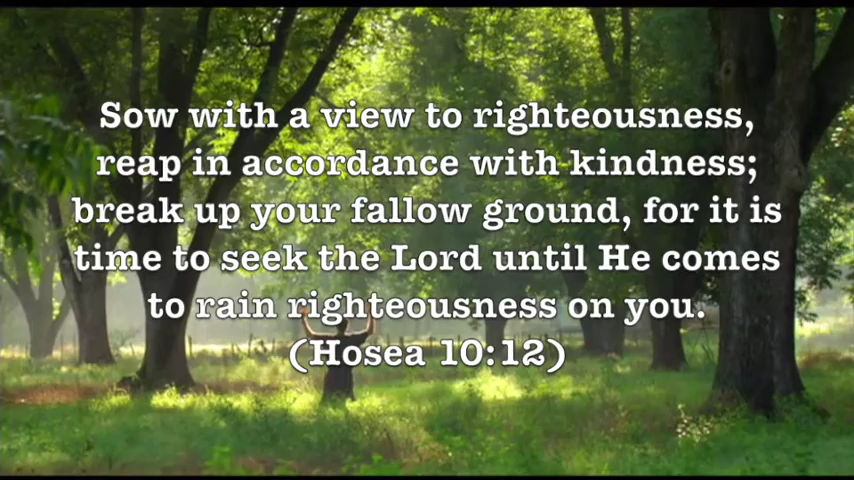 Sow with a view to righteousness,
reap in accordance with kindness;
break up your fallow ground, for it is
time to seek the Lord until He comes
to rain righteousness on you.
(Hosea 10:12)